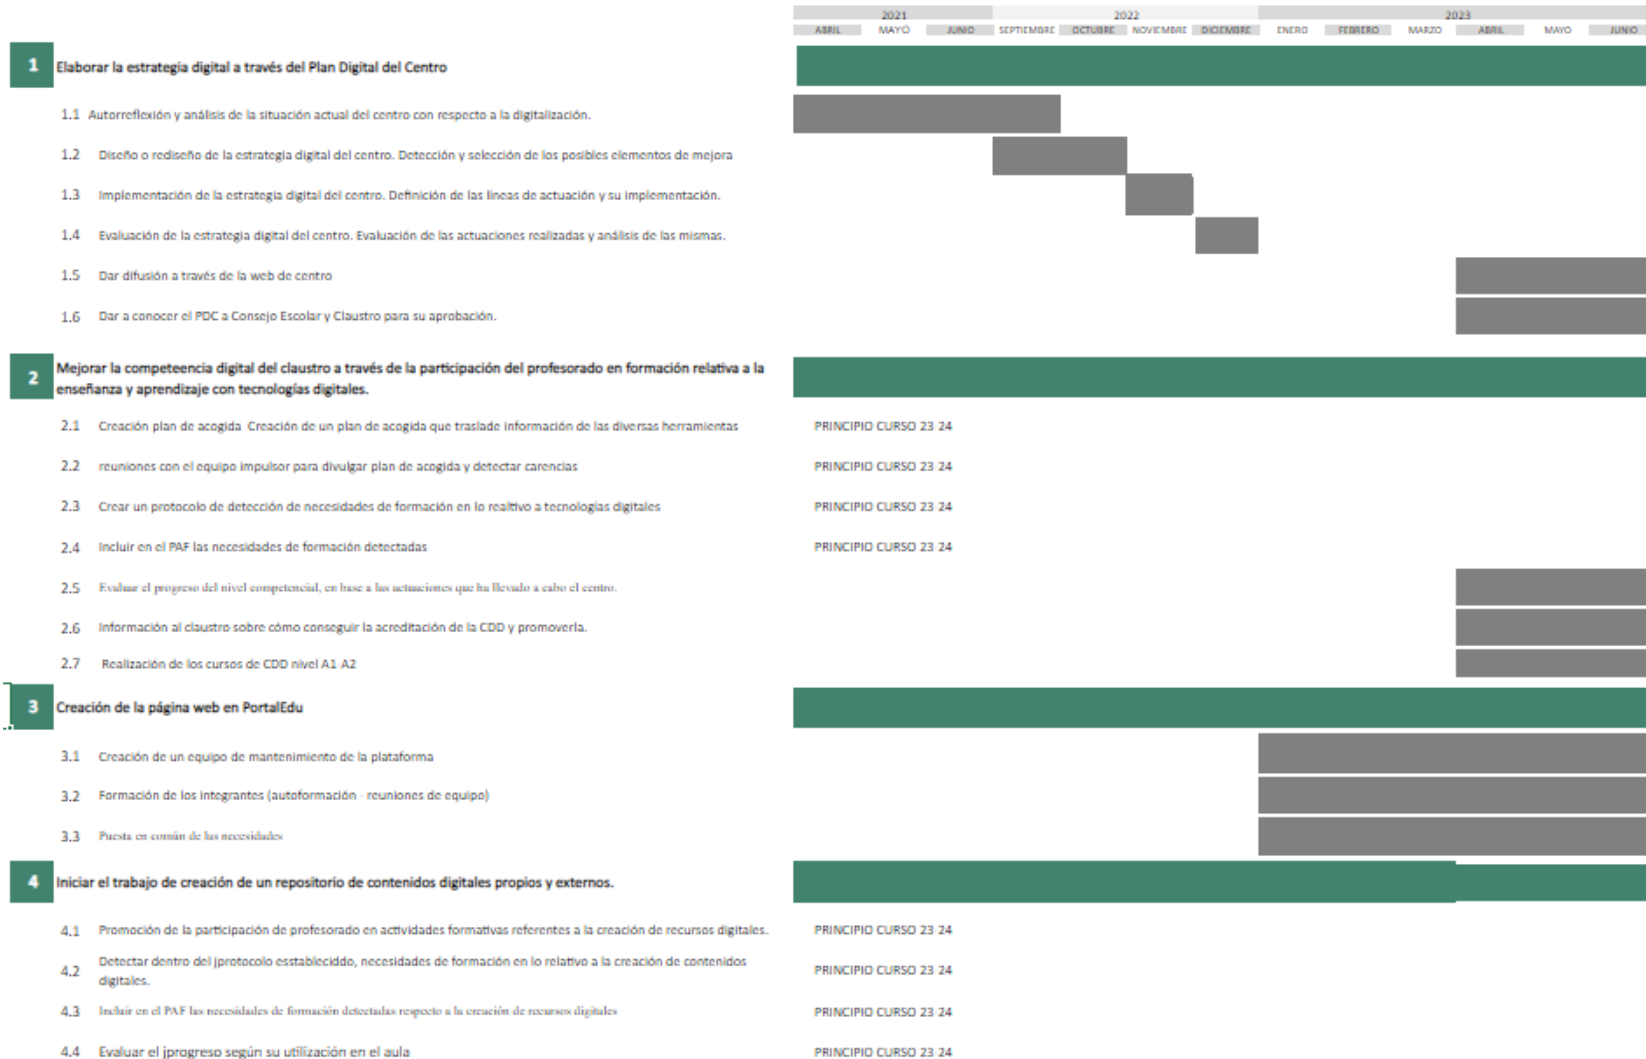 2021 2022 2023
ABRIL MAYO JUNIO SEPTIEMBRE OCTUBRE NOVIEMBRE DICIEMBRE ENERO FEBRERO MARZO ABRIL MAYO JUNIO
1 Elaborar la estrategia digital a través del Plan Digital del Centro
1.1 Autorreflexión y análisis de la situación actual del centro con respecto a la digitalización.
1.2 Diseño o rediseño de la estrategia digital del centro. Detección y selección de los posibles elementos de mejora
1.3 Implementación de la estrategia digital del centro. Definición de las líneas de actuación y su implementación.
1.4 Evaluación de la estrategia digital del centro. Evaluación de las actuaciones realizadas y análisis de las mismas.
1.5 Dar difusión a través de la web de centro
1.6 Dar a conocer el PDC a Consejo Escolar y Claustro para su aprobación.
2 Mejorar la competeencia digital del claustro a través de la participación del profesorado en formación relativa a la
enseñanza y aprendizaje con tecnologías digitales.
2.1 Creación plan de acogida Creación de un plan de acogida que traslade información de las diversas herramientas PRINCIPIO CURSO 23 24
2.2 reuniones con el equipo impulsor para divulgar plan de acogida y detectar carencias PRINCIPIO CURSO 23 24
2.3 Crear un protocolo de detección de necesidades de formación en lo realtivo a tecnologías digitales PRINCIPIO CURSO 23 24
2.4 Incluir en el PAF las necesidades de formación detectadas PRINCIPIO CURSO 23 24
2.5 Evaluar el progreso del nivel competencial, en base a las actuaciones que ha llevado a cabo el centro.
2.6 Información al claustro sobre cómo conseguir la acreditación de la CDD y promoverla.
2.7 Realización de los cursos de CDD nivel A1 A2
3 Creación de la página web en PortalEdu
3.1 Creación de un equipo de mantenimiento de la plataforma
3.2 Formación de los integrantes (autoformación - reuniones de equipo)
3.3 Puesta en común de las necesidades
4 Iniciar el trabajo de creación de un repositorio de contenidos digitales propios y externos.
4.1 Promoción de la participación de profesorado en actividades formativas referentes a la creación de recursos digitales. PRINCIPIO CURSO 23 24
4.2 Detectar dentro del jprotocolo esstableciddo, necesidades de formación en lo relativo a la creación de contenidos
digitales. PRINCIPIO CURSO 23 24
4.3 Incluir en el PAF las necesidades de formación detectadas respecto a la creación de recursos digitales PRINCIPIO CURSO 23 24
4.4 Evaluar el jprogreso según su utilización en el aula PRINCIPIO CURSO 23 24